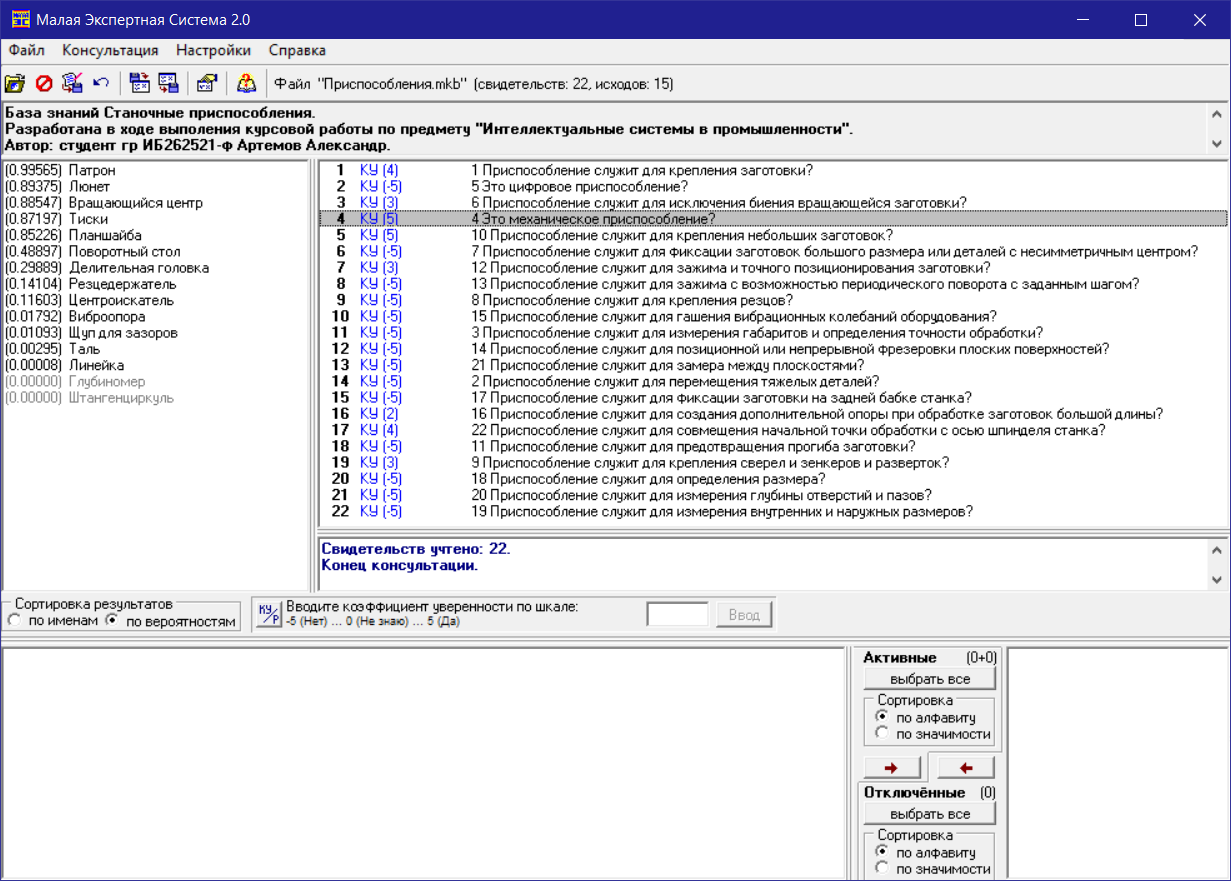 Малая Экспертная Система 2.0
Файл Консультация Настройки Справка
Файл "Приспособления.mkb" (свидетельств: 22, исходов: 15)
База знаний Станочные приспособления.
Разработана в ходе выполения курсовой работы по предмету "Интеллектуальные системы в промышленности".
Автор: студент гр ИБ262521-ф Артемов Александр.
(0.99565) Патрон
(0.89375) Люнет
(0.88547) Вращающийся центр
(0.87197) Тиски
(0.85226) Планшайба
(0.48897) Поворотный стол
(0.29889) Делительная головка
(0.14104) Резцедержатель
(0.11603) Центроискатель
(0.01792) Виброопора
(0.01093) Щуп для зазоров
(0.00295) Таль
(0.00008) Линейка
(0.00000) Глубиномер
(0.00000) Штангенциркуль
1 КУ (4) 1 Приспособление служит для крепления заготовки?
2 КУ (-5) 5 Это цифровое приспособление?
3 КУ (3) 6 Приспособление служит для исключения биения вращающейся заготовки?
4 КУ (5) 4 Это механическое приспособление?
5 КУ (5) 10 Приспособление служит для крепления небольших заготовок?
6 КУ (-5) 7 Приспособление служит для фиксации заготовок большого размера или деталей с несимметричным центром?
7 КУ (3) 12 Приспособление служит для зажима и точного позиционирования заготовки?
8 КУ (-5) 13 Приспособление служит для зажима с возможностью периодического поворота с заданным шагом?
9 КУ (-5) 8 Приспособление служит для крепления резцов?
10 КУ (-5) 15 Приспособление служит для гашения вибрационных колебаний оборудования?
11 КУ (-5) 3 Приспособление служит для измерения габаритов и определения точности обработки?
12 КУ (-5) 14 Приспособление служит для позиционной или непрерывной фрезеровки плоских поверхностей?
13 КУ (-5) 21 Приспособление служит для замера между плоскостями?
14 КУ (-5) 2 Приспособление служит для перемещения тяжелых деталей?
15 КУ (-5) 17 Приспособление служит для фиксации заготовки на задней бабке станка?
16 КУ (2) 16 Приспособление служит для создания дополнительной опоры при обработке заготовок большой длины?
17 КУ (4) 22 Приспособление служит для совмещения начальной точки обработки с осью шпинделя станка?
18 КУ (-5) 11 Приспособление служит для предотвращения прогиба заготовки?
19 КУ (3) 9 Приспособление служит для крепления сверел и зенкеров и разверток?
20 КУ (-5) 18 Приспособление служит для определения размера?
21 КУ (-5) 20 Приспособление служит для измерения глубины отверстий и пазов?
22 КУ (-5) 19 Приспособление служит для измерения внутренних и наружных размеров?
Свидетельств учтено: 22.
Конец консультации.
Сортировка результатов
по именам по вероятностям
КУ/Р
Вводите коэффициент уверенности по шкале:
-5 (Нет) ... 0 (Не знаю) ... 5 (Да)
Ввод
Активные (0+0)
выбрать все
Сортировка
по алфавиту
по значимости
Отключённые (0)
выбрать все
Сортировка
по алфавиту
по значимости